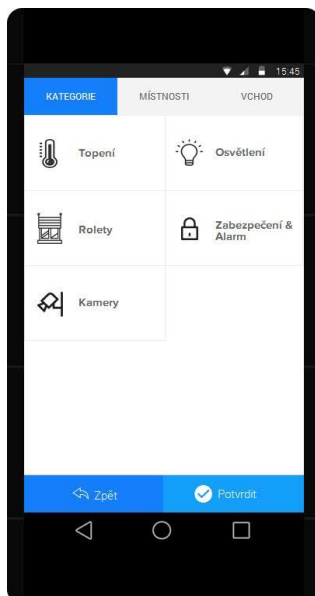 15:45
KATEGORIE MÍSTNOSTI VCHOD
Topení
Osvětlení
Rolety
Zabezpečení &
Alarm
Kamery
Zpět
Potvrdit